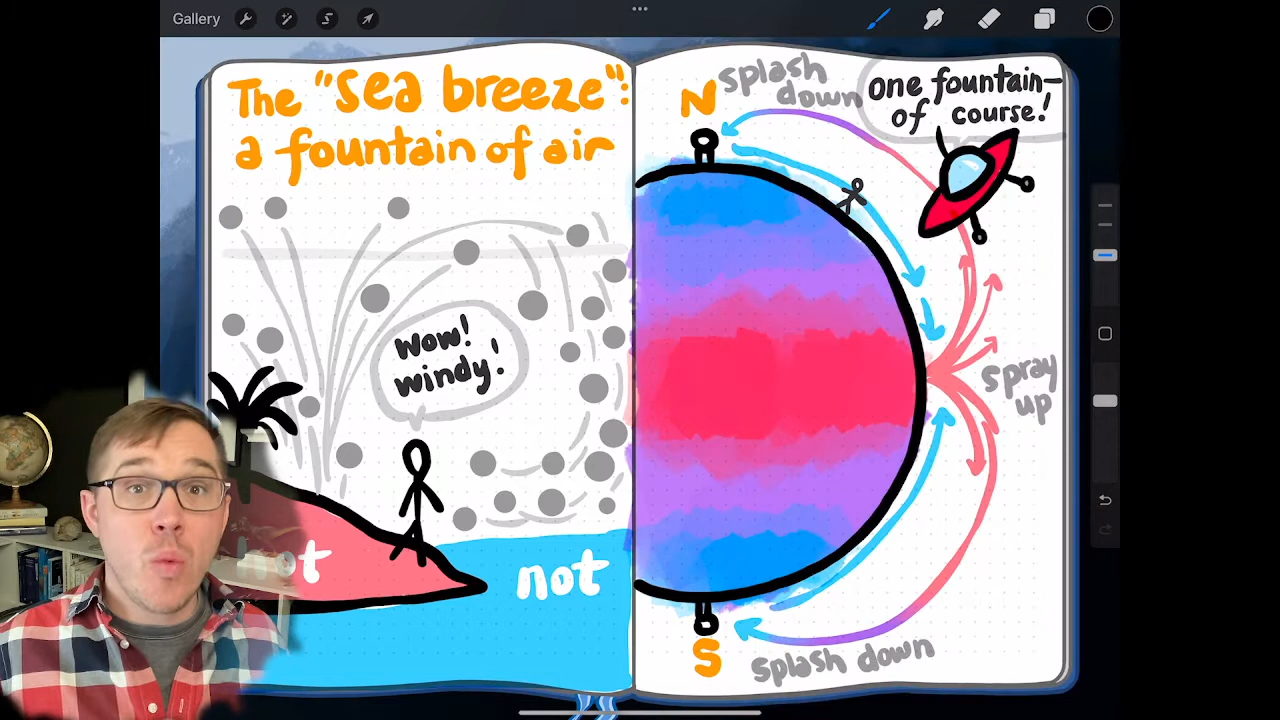 Gallery
The "Sea breeze":
a fountain of air
wow!
windy!
hot
not
N
splash
down
one fountain-
of course!
spray
up
S
splash down